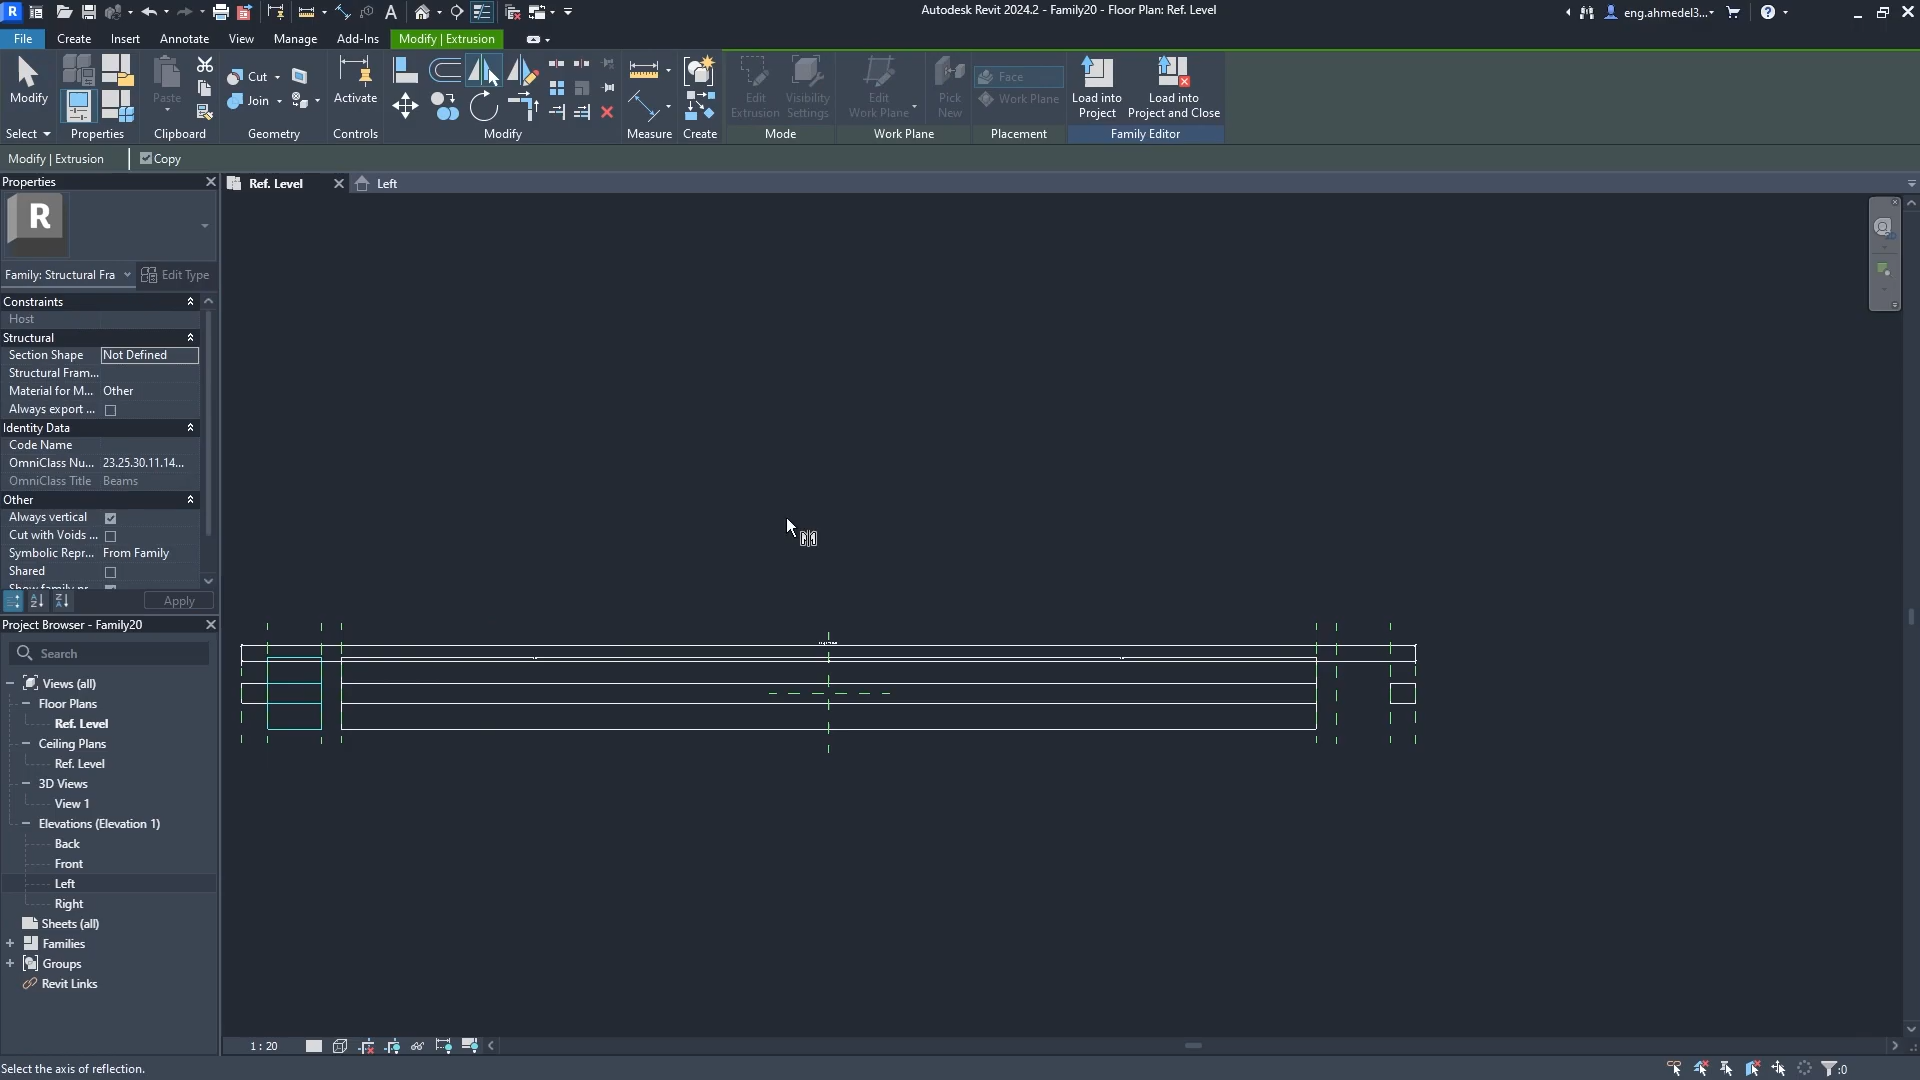 Autodesk Revit 2024.2 - Family20 - Floor Plan: Ref. Level
eng.ahmedel3...
File
Create
Insert
Annotate
View
Manage
Add-Ins
Modify | Extrusion
Modify
Paste
Cut
Join
Activate
Edit
Extrusion
Visibility
Settings
Edit
Work Plane
Pick
New
Face
Work Plane
Load into
Project
Load into
Project and Close
Select
Properties
Clipboard
Geometry
Controls
Modify
Measure
Create
Mode
Work Plane
Placement
Family Editor
Modify | Extrusion
Copy
Properties
Ref. Level
Left
R
Family: Structural Fra
Edit Type
Constraints
Host
Structural
Section Shape Not Defined
Structural Fram...
Material for M... Other
Always export ...
Identity Data
Code Name
OmniClass Nu... 23.25.30.11.14...
OmniClass Title Beams
Other
Always vertical
Cut with Voids ...
Symbolic Repr... From Family
Shared
Apply
Project Browser - Family20
Search
Views (all)
Floor Plans
Ref. Level
Ceiling Plans
Ref. Level
3D Views
View 1
Elevations (Elevation 1)
Back
Front
Left
Right
Sheets (all)
Families
Groups
Revit Links
1 : 20
Select the axis of reflection.
:0